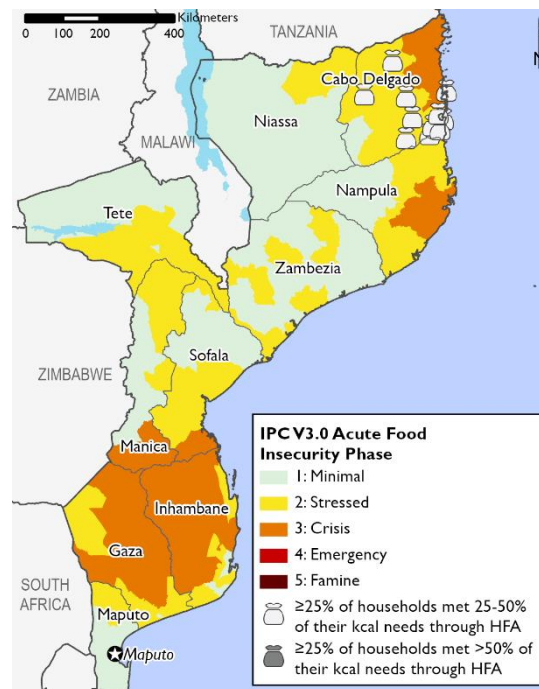 Kilometers
0 100 200 400
TANZANIA
ZAMBIA
Cabo Delgado
MALAWI
Niassa
Nampula
Tete
Zambezia
Sofala
ZIMBABWE
Manica
Inhambane
Gaza
SOUTH
AFRICA
Maputo
Maputo
IPC V3.0 Acute Food
Insecurity Phase
1: Minimal
2: Stressed
3: Crisis
4: Emergency
5: Famine
≥25% of households met 25-50%
of their kcal needs through HFA
≥25% of households met >50% of
their kcal needs through HFA